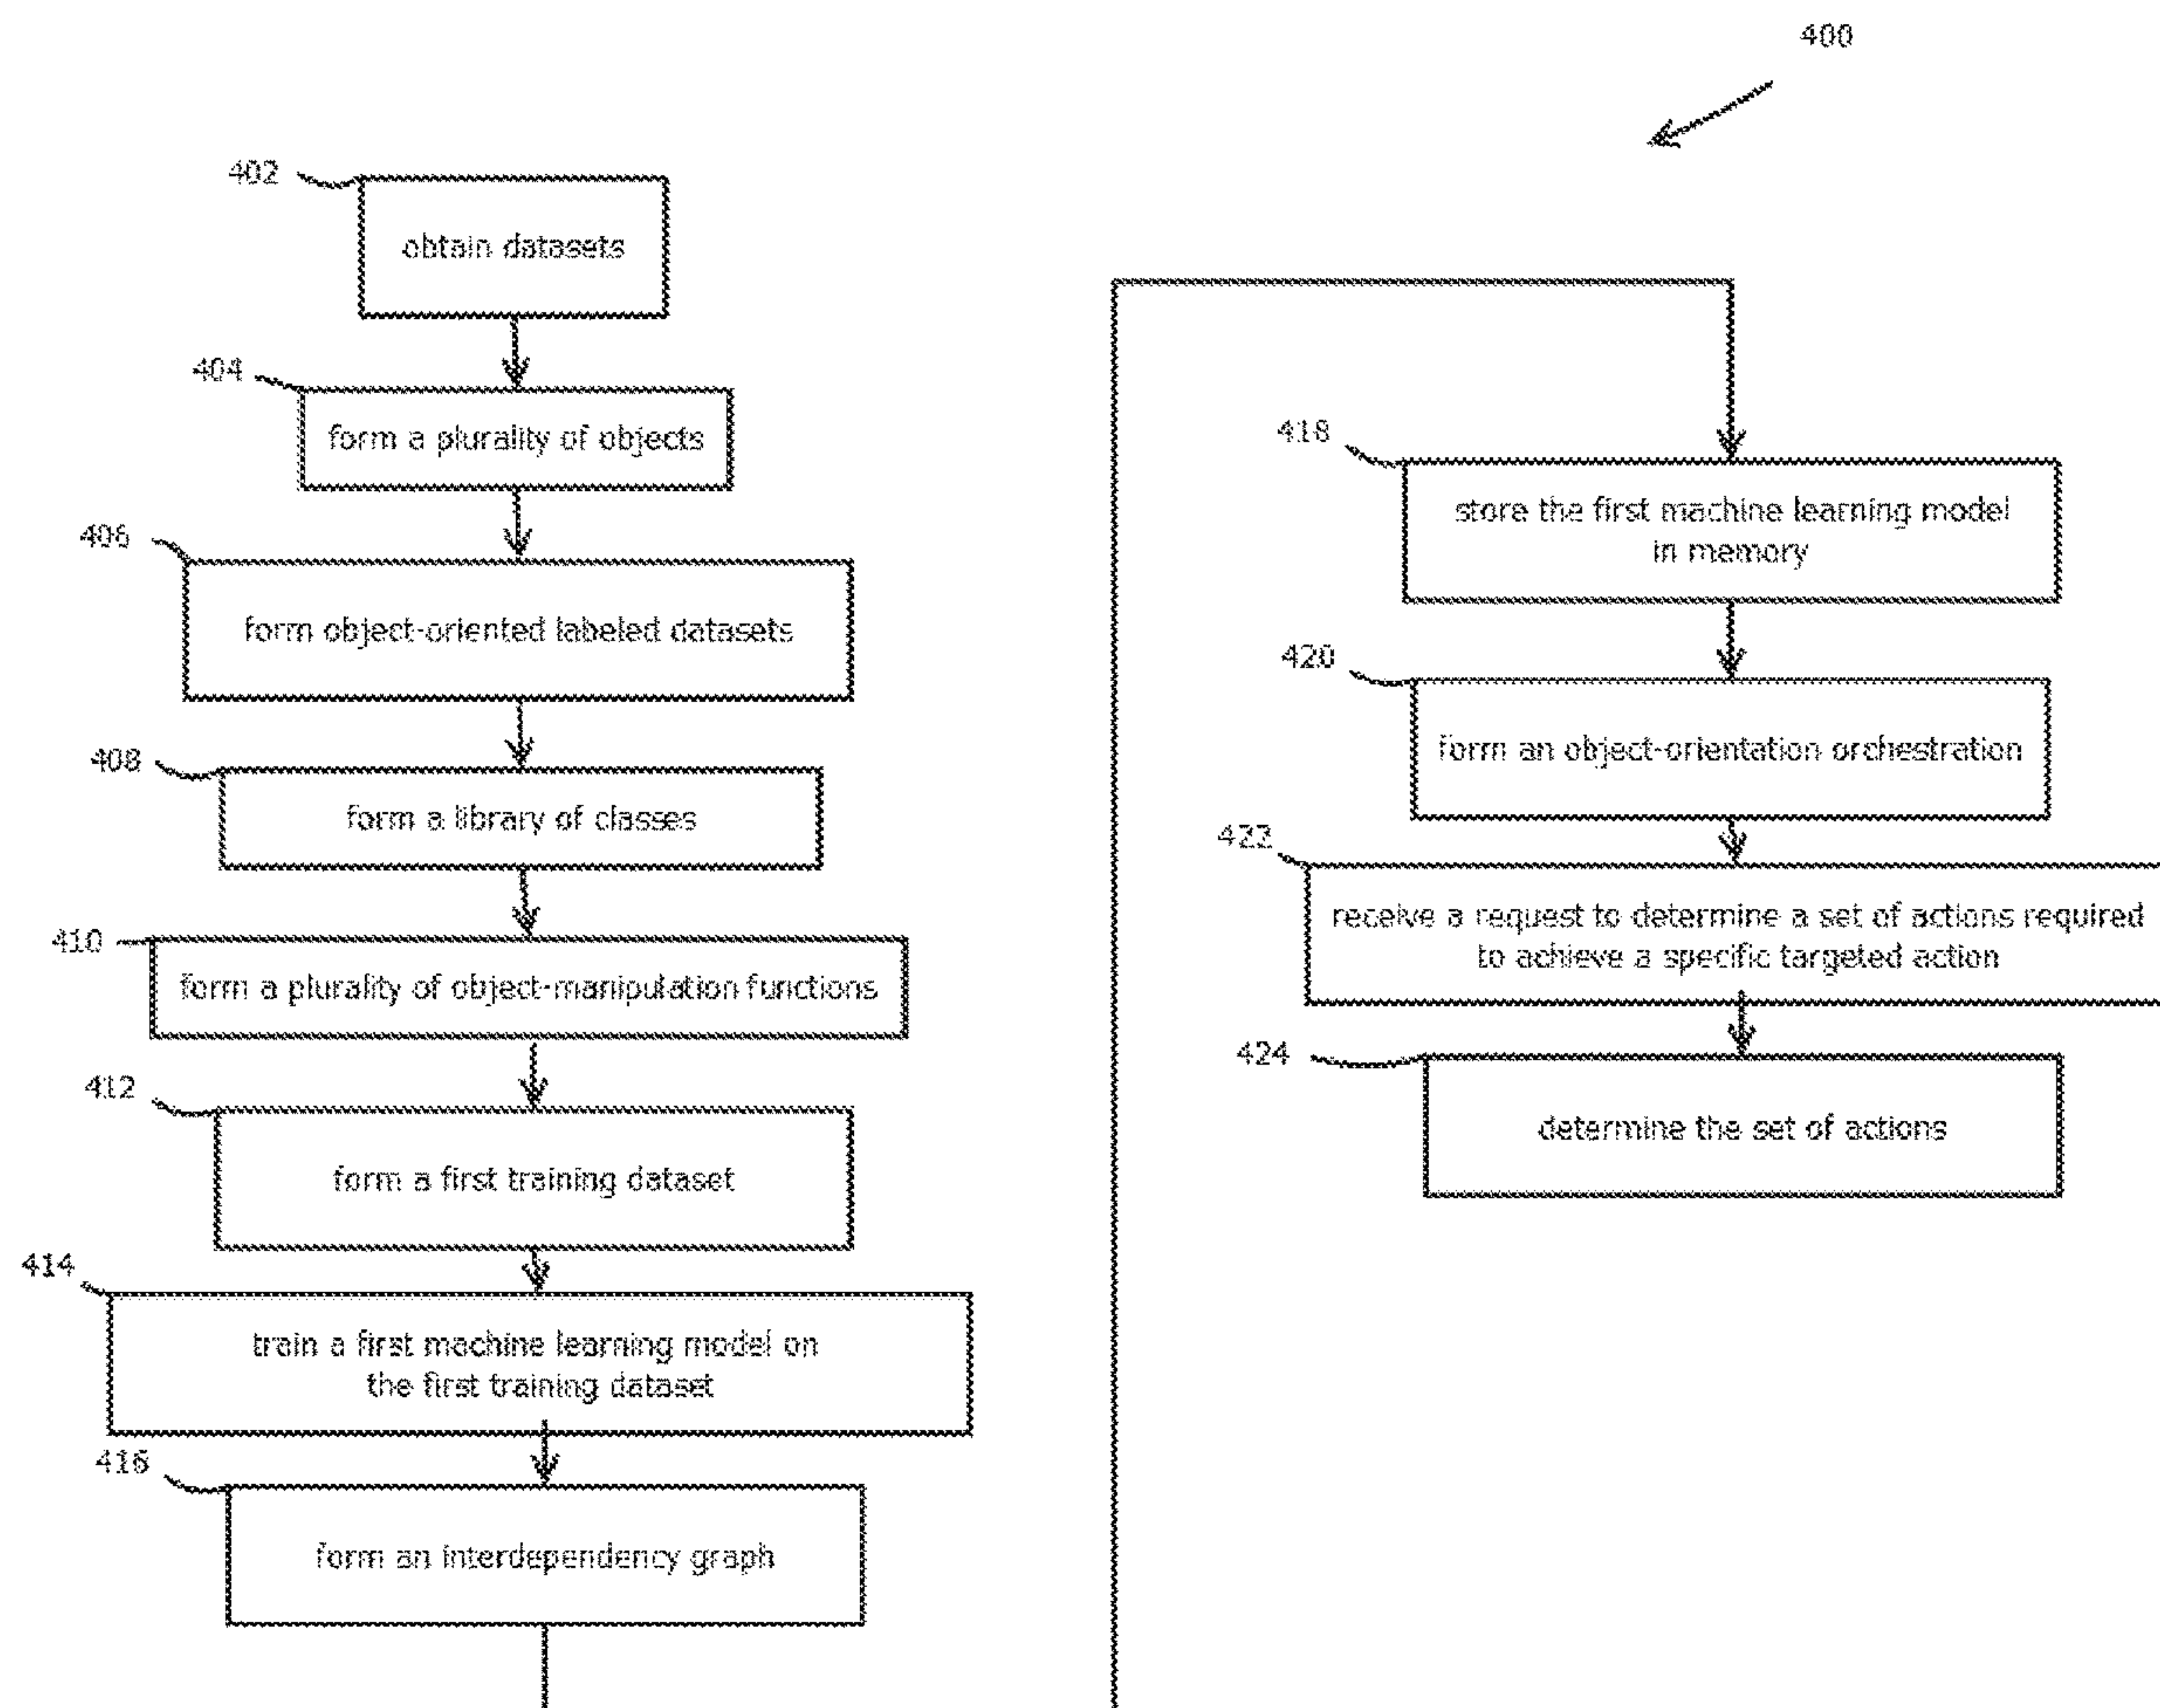 400
402
obtain datasets
404
form a plurality of objects
406
form object-oriented labeled datasets
408
form a library of classes
410
form a plurality of object-manipulation functions
412
form a first training dataset
414
train a first machine learning model on
the first training dataset
416
form an interdependency graph
418
store the first machine learning model
in memory
420
form an object-orientation orchestration
422
receive a request to determine a set of actions required
to achieve a specific targeted action
424
determine the set of actions